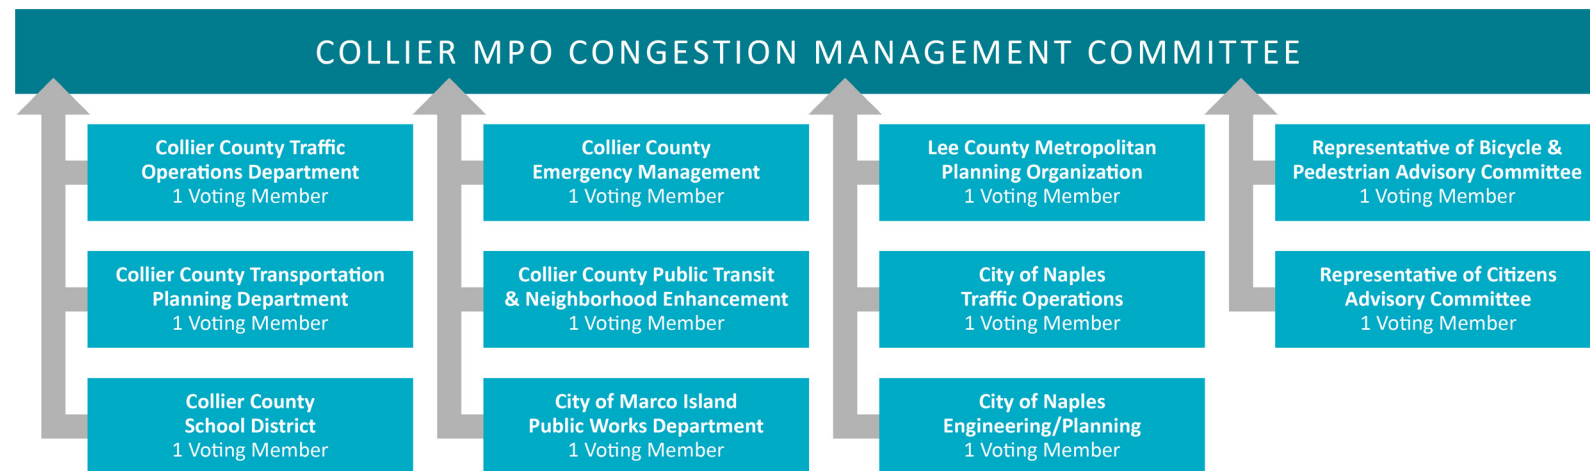 COLLIER MPO CONGESTION MANAGEMENT COMMITTEE
Collier County Traffic
Operations Department
1 Voting Member
Collier County Transportation
Planning Department
1 Voting Member
Collier County
School District
1 Voting Member
Collier County
Emergency Management
1 Voting Member
Collier County Public Transit
& Neighborhood Enhancement
1 Voting Member
City of Marco Island
Public Works Department
1 Voting Member
Lee County Metropolitan
Planning Organization
1 Voting Member
City of Naples
Traffic Operations
1 Voting Member
City of Naples
Engineering/Planning
1 Voting Member
Representative of Bicycle &
Pedestrian Advisory Committee
1 Voting Member
Representative of Citizens
Advisory Committee
1 Voting Member